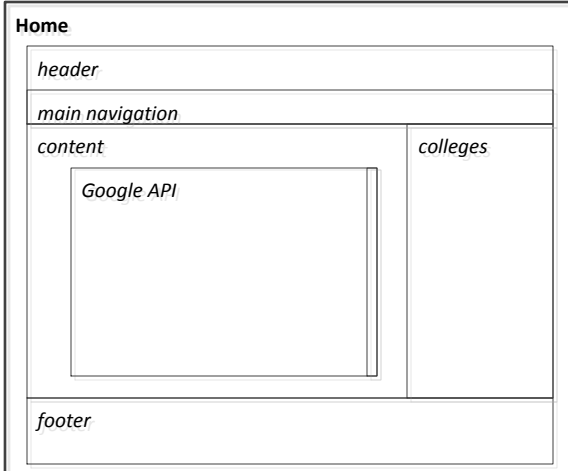 Home
header
main navigation
content
colleges
Google API
footer